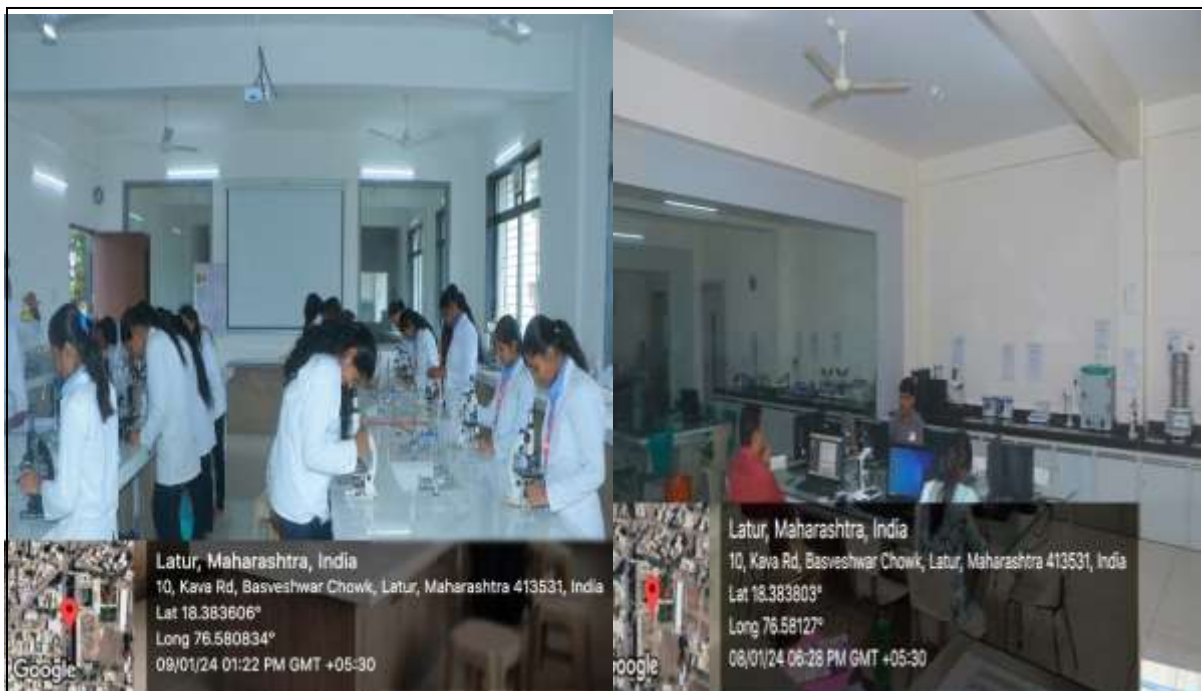 Latur, Maharashtra, India
10, Kava Rd, Basveshwar Chowk, Latur, Maharashtra 413531, India
Lat 18.383606°
Long 76.580834°
09/01/24 01:22 PM GMT +05:30
Google
Latur, Maharashtra, India
10, Kava Rd, Basveshwar Chowk, Latur, Maharashtra 413531, India
Lat 18.383803°
Long 76.58127°
08/01/24 06:28 PM GMT +05:30
oogle